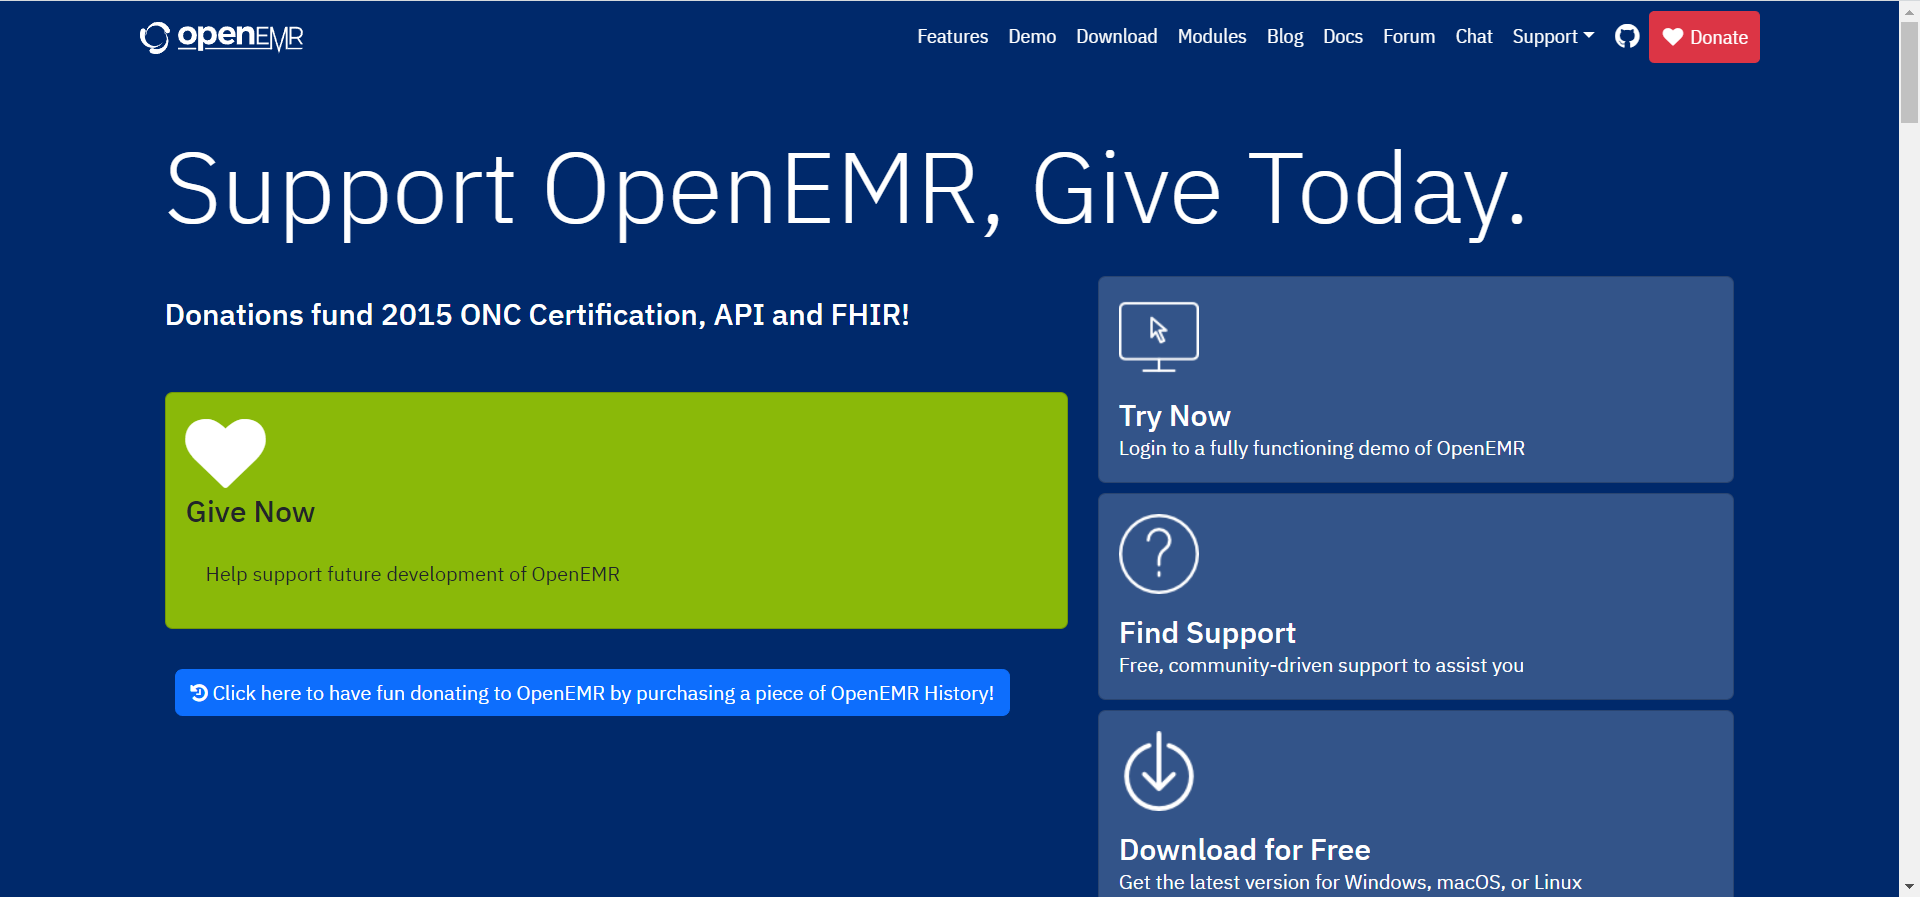 openEMR
Features Demo Download Modules Blog Docs Forum Chat Support Donate
Support OpenEMR, Give Today.
Donations fund 2015 ONC Certification, API and FHIR!
Give Now
Help support future development of OpenEMR
Click here to have fun donating to OpenEMR by purchasing a piece of OpenEMR History!
Try Now
Login to a fully functioning demo of OpenEMR
Find Support
Free, community-driven support to assist you
Download for Free
Get the latest version for Windows, macOS, or Linux